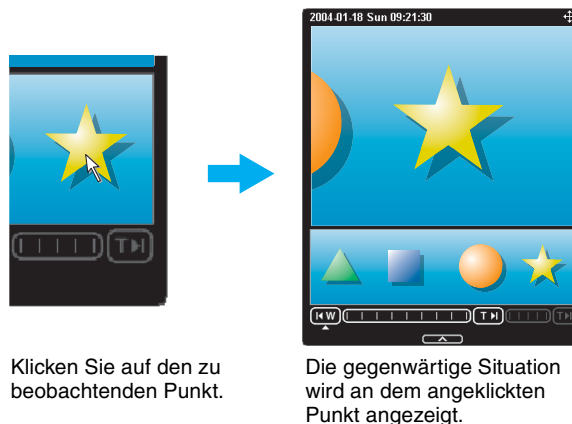 2004-01-18 Sun 09:21:30
T
W T T
Klicken Sie auf den zu
beobachtenden Punkt.
Die gegenwärtige Situation
wird an dem angeklickten
Punkt angezeigt.